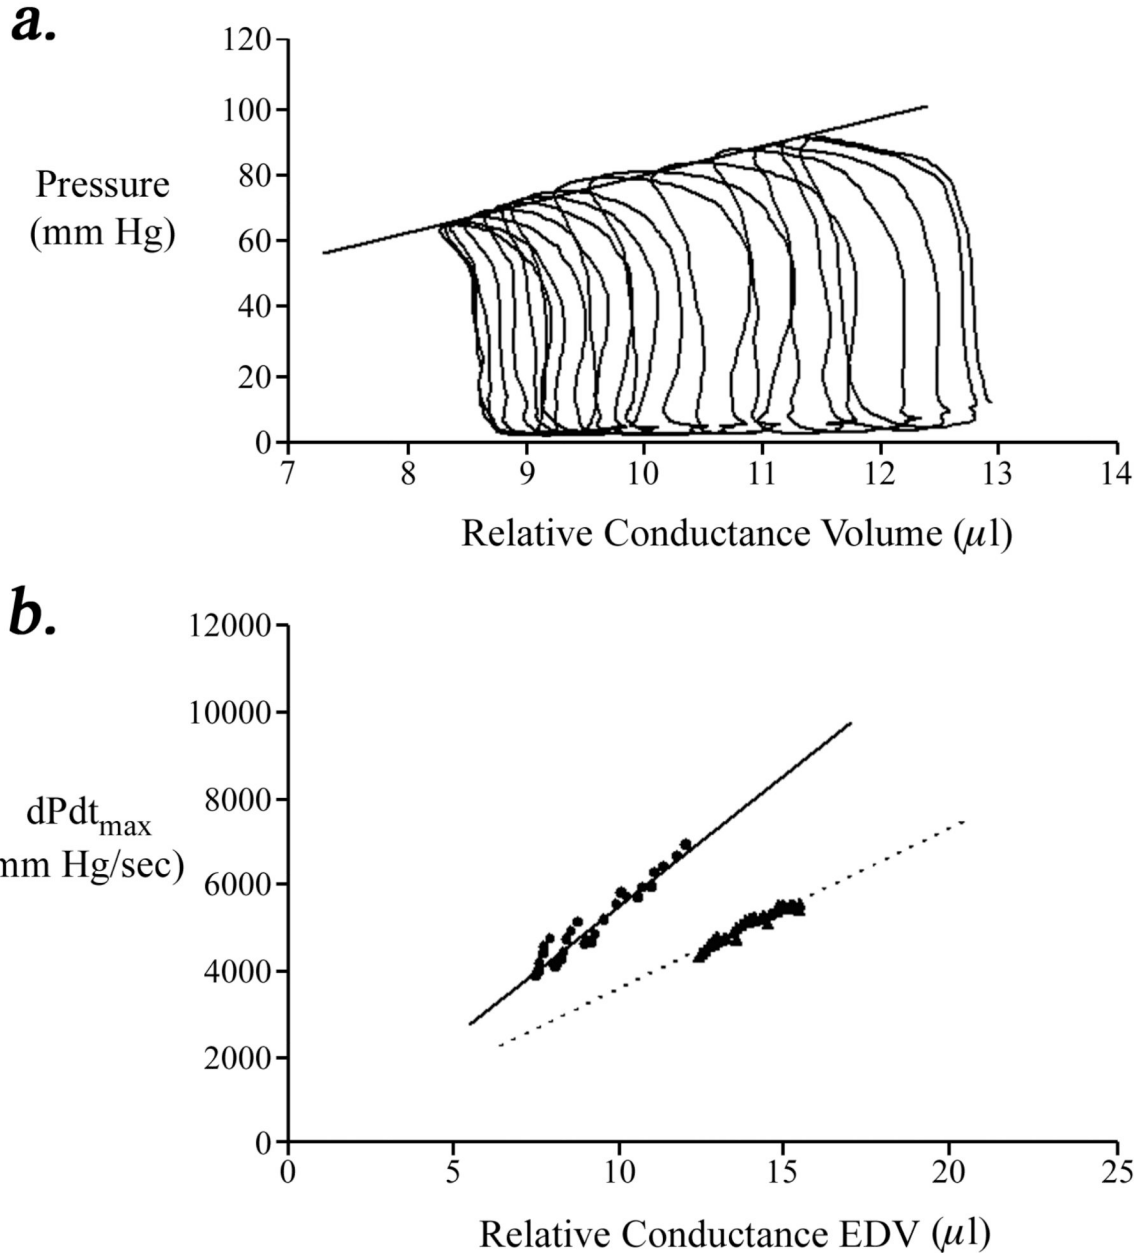 a.
120
100
80
60
40
20
0
Pressure
(mm Hg)
7 8 9 10 11 12 13 14
Relative Conductance Volume (µl)
b.
12000
10000
8000
6000
4000
2000
0
dPdt max
mm Hg/sec)
0 5 10 15 20 25
Relative Conductance EDV (µl)